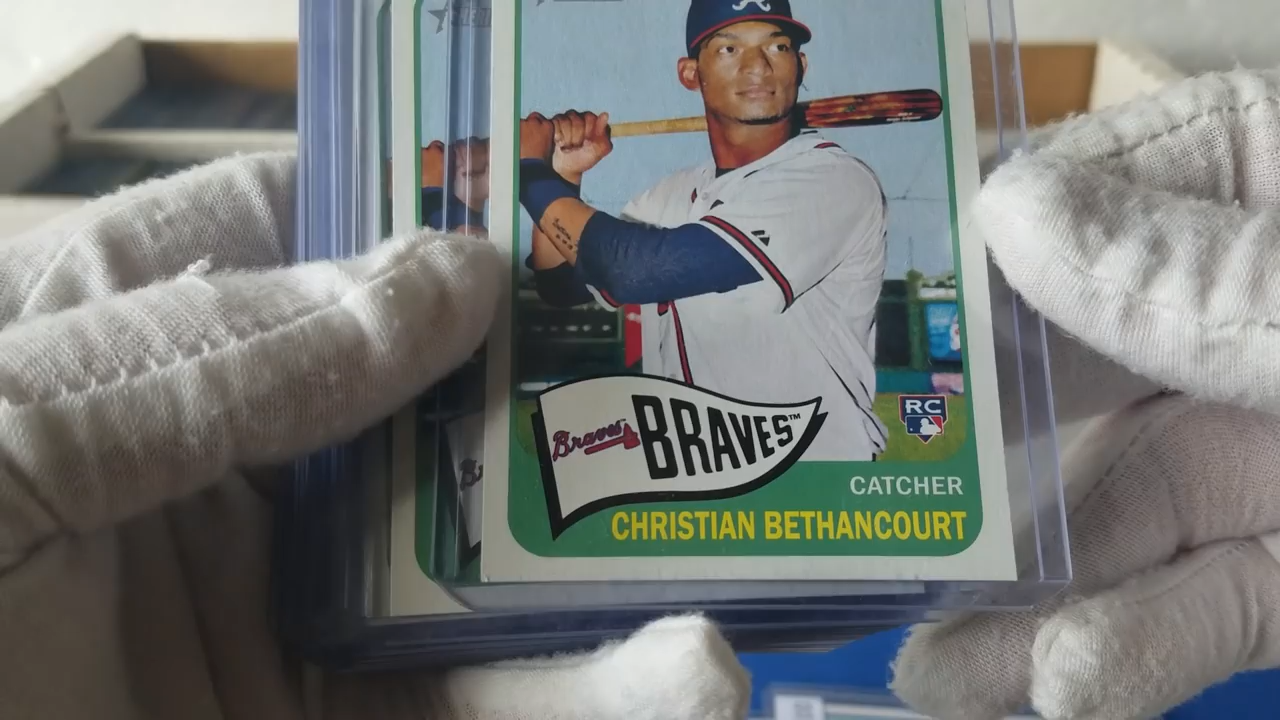 Braves
BRAVES™
RC
CATCHER
CHRISTIAN BETHANCOURT